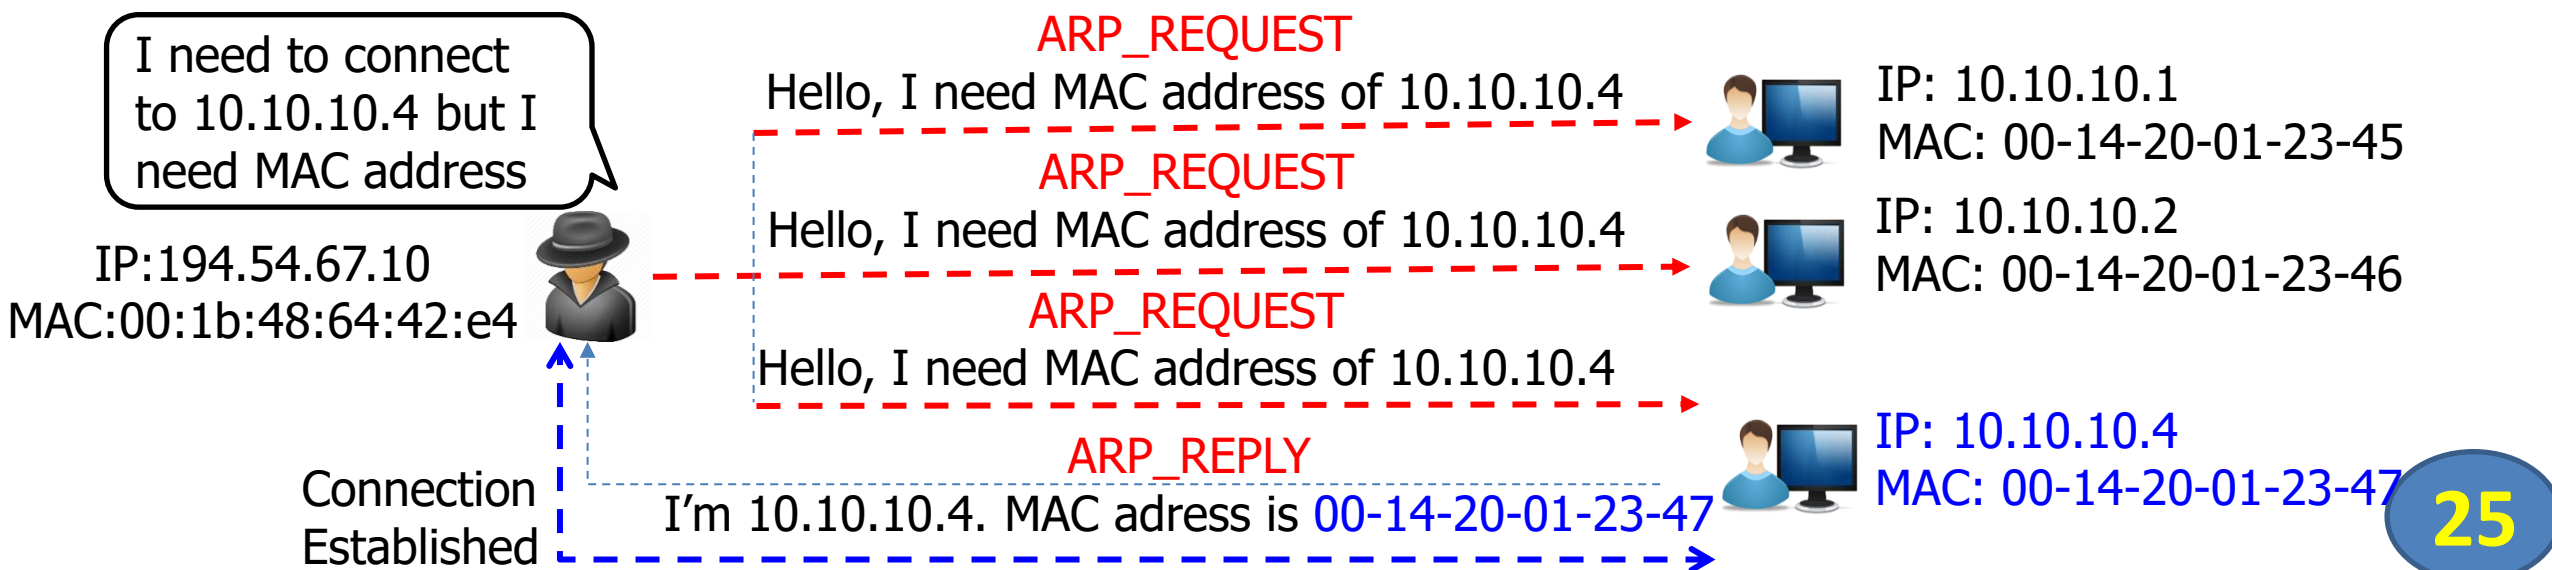 I need to connect
to 10.10.10.4 but I
need MAC address
IP:194.54.67.10
MAC:00:1b:48:64:42:e4
ARP_REQUEST
Hello, I need MAC address of 10.10.10.4
IP: 10.10.10.1
MAC: 00-14-20-01-23-45
ARP_REQUEST
Hello, I need MAC address of 10.10.10.4
IP: 10.10.10.2
MAC: 00-14-20-01-23-46
ARP_REQUEST
Hello, I need MAC address of 10.10.10.4
IP: 10.10.10.4
MAC: 00-14-20-01-23-47
ARP_REPLY
I’m 10.10.10.4. MAC adress is 00-14-20-01-23-47
Connection
Established
25